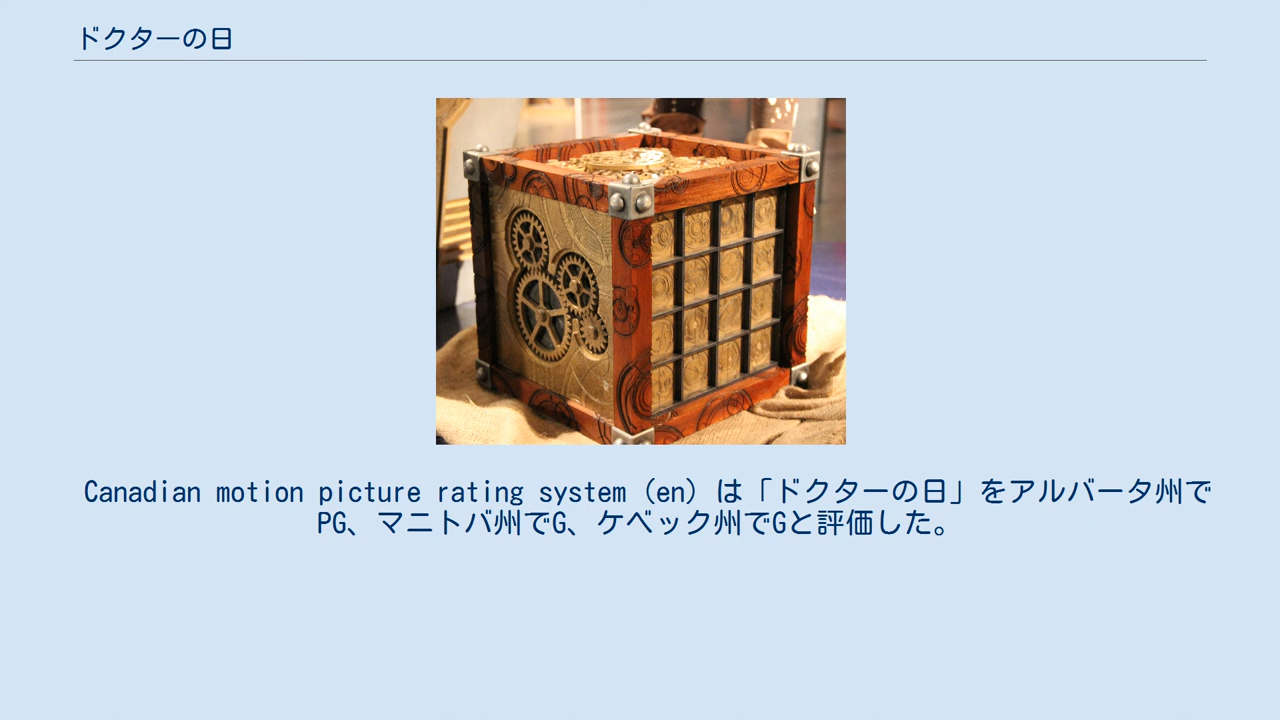 ドクターの日
Canadian motion picture rating system（en）は「ドクターの日」をアルバータ州で
PG、マニトバ州でG、ケベック州でGと評価した。